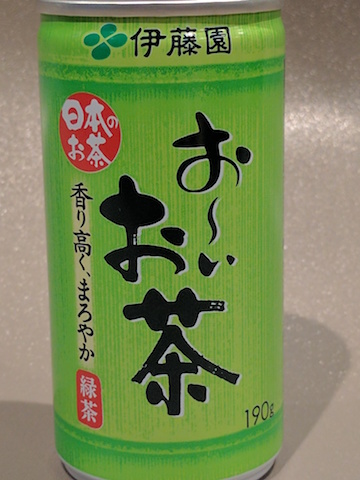 伊藤園
日本の
お茶
お〜い
お茶
香り高く、まろやか
緑茶
190g